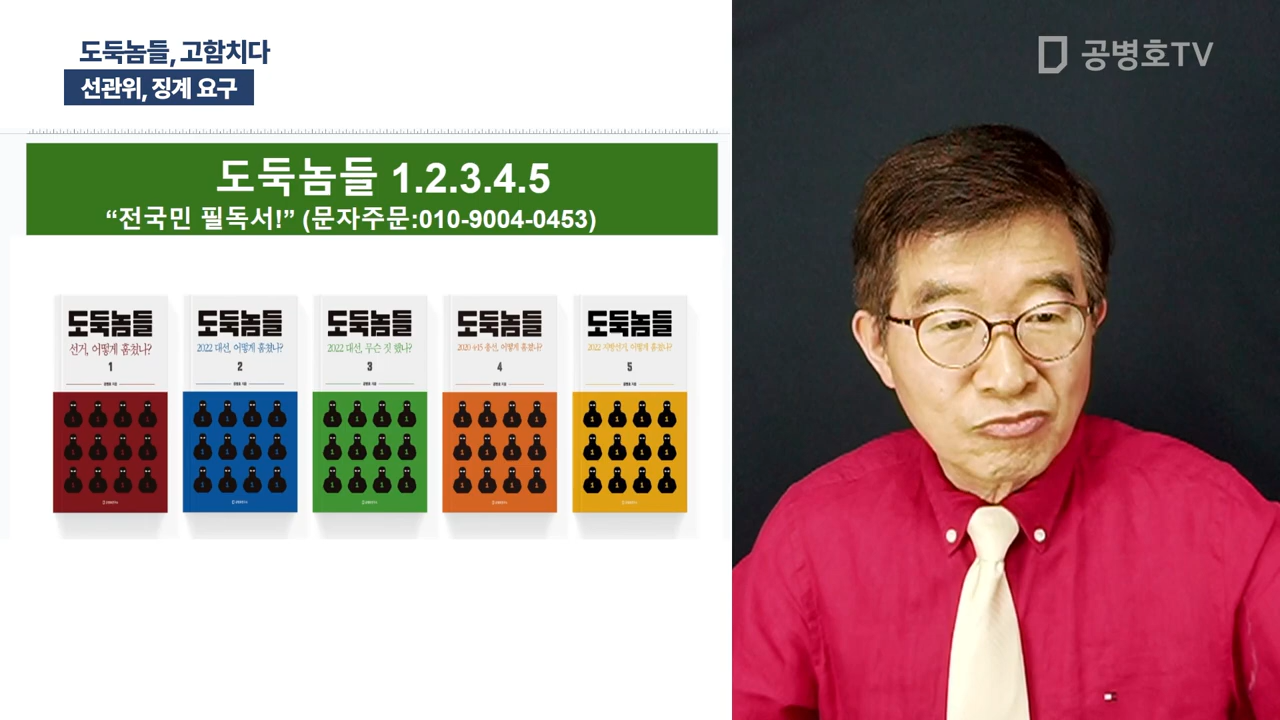 도둑놈들, 고함치다
선관위, 징계 요구
공병호TV
도둑놈들 1.2.3.4.5
“전국민 필독서!” (문자주문:010-9004-0453)
도둑놈들
선거, 어떻게 훔쳤나?
1
도둑놈들
2022 대선, 어떻게 훔쳤나?
2
도둑놈들
2022 대선, 무슨 짓 했나?
3
도둑놈들
2020 4·15 총선, 어떻게 훔쳤나?
4
도둑놈들
2022 지방선거, 어떻게 훔쳤나?
5